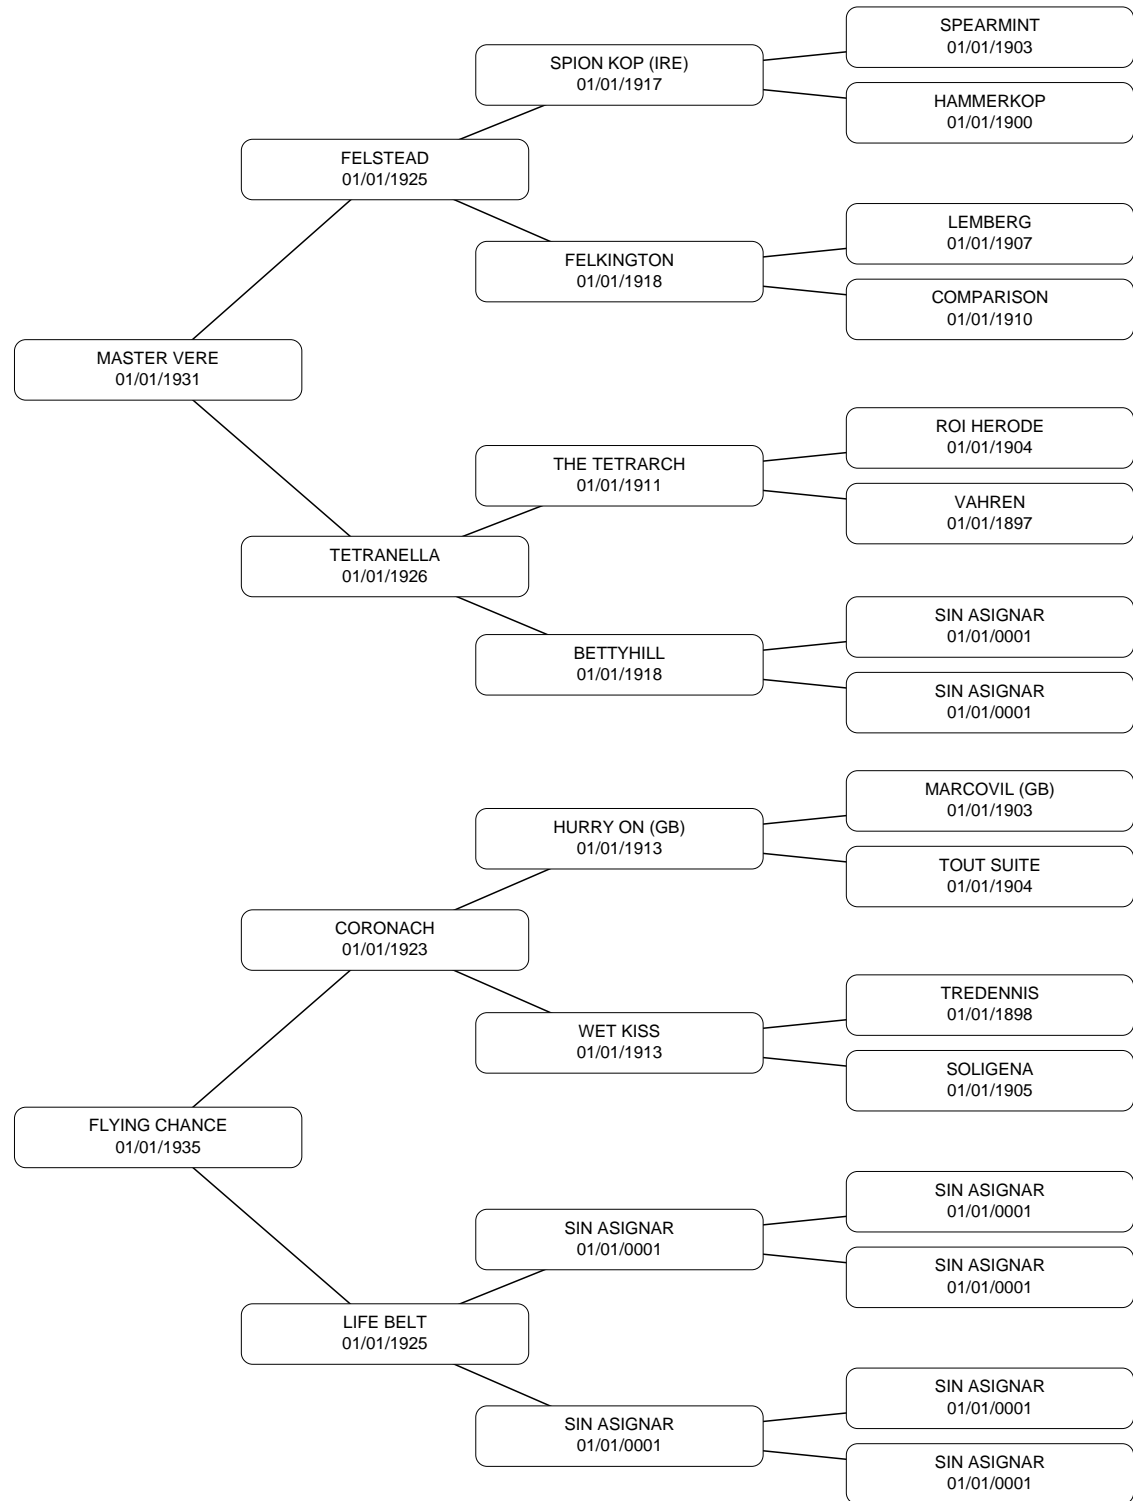 SPEARMINT
01/01/1903
SPION KOP (IRE)
01/01/1917
HAMMERKOP
01/01/1900
FELSTEAD
01/01/1925
LEMBERG
01/01/1907
FELKINGTON
01/01/1918
COMPARISON
01/01/1910
MASTER VERE
01/01/1931
ROI HERODE
01/01/1904
THE TETRARCH
01/01/1911
VAHREN
01/01/1897
TETRANELLA
01/01/1926
SIN ASIGNAR
01/01/0001
BETTYHILL
01/01/1918
SIN ASIGNAR
01/01/0001
MARCOVIL (GB)
01/01/1903
HURRY ON (GB)
01/01/1913
TOUT SUITE
01/01/1904
CORONACH
01/01/1923
TREDENNIS
01/01/1898
WET KISS
01/01/1913
SOLIGENA
01/01/1905
FLYING CHANCE
01/01/1935
SIN ASIGNAR
01/01/0001
SIN ASIGNAR
01/01/0001
SIN ASIGNAR
01/01/0001
LIFE BELT
01/01/1925
SIN ASIGNAR
01/01/0001
SIN ASIGNAR
01/01/0001
SIN ASIGNAR
01/01/0001